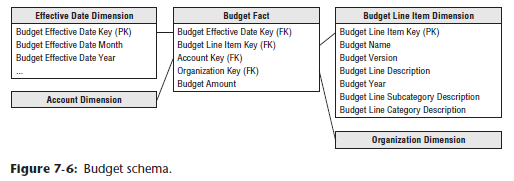 Effective Date Dimension
Budget Effective Date Key (PK)
Budget Effective Date Month
Budget Effective Date Year
...
Account Dimension
Budget Fact
Budget Effective Date Key (FK)
Budget Line Item Key (FK)
Account Key (FK)
Organization Key (FK)
Budget Amount
Budget Line Item Dimension
Budget Line Item Key (PK)
Budget Name
Budget Version
Budget Line Description
Budget Year
Budget Line Subcategory Description
Budget Line Category Description
Organization Dimension
Figure 7-6: Budget schema.